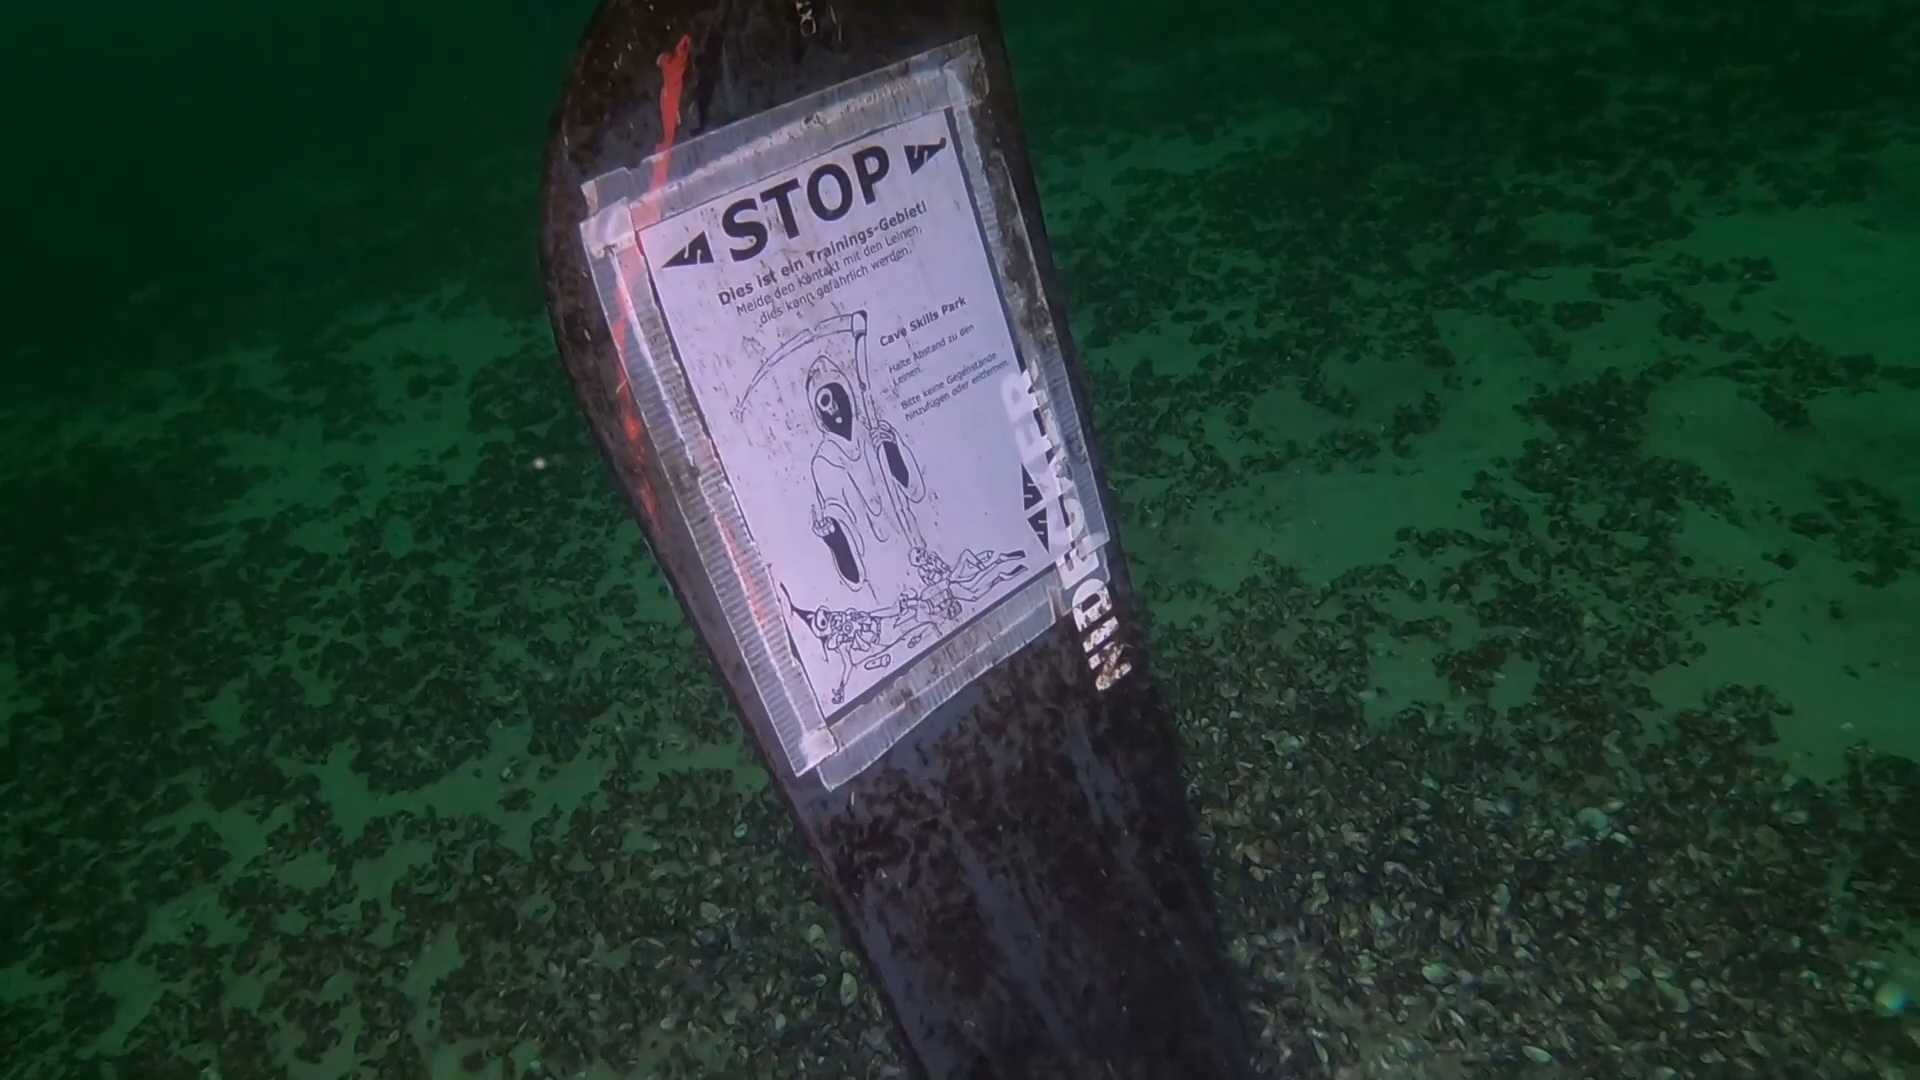 STOP
Dies ist ein Trainings-Gebiet!
Meide den Kontakt mit den Leinen,
dies kann gefährlich werden.
Cave Skills Park
Halte Abstand zu den
Leinen.
Bitte keine Gegenstände
hinzufügen oder entfernen.